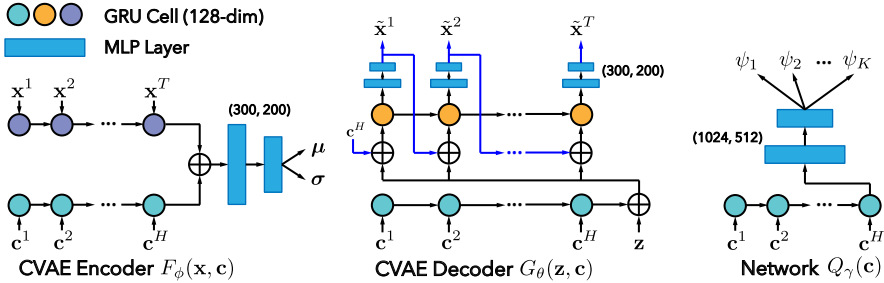 GRU Cell (128-dim)
MLP Layer
x¹ x² ··· x^T
(300, 200)
μ
σ
c¹ c² ··· c^H
CVAE Encoder F_ϕ(x, c)
x̃¹ x̃² x̃^T
(300, 200)
···
c^H
···
···
c¹ c² c^H z
CVAE Decoder G_θ(z, c)
ψ₁ ψ₂ ··· ψ_K
(1024, 512)
···
c¹ c² c^H
Network Q_γ(c)